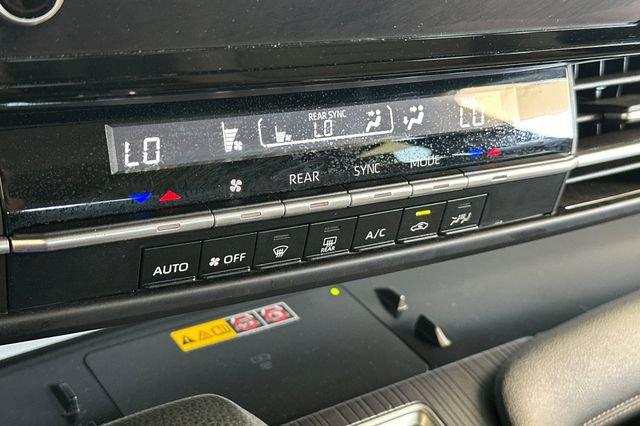 REAR SYNC
LO LO LO
REAR SYNC MODE
AUTO OFF REAR A/C